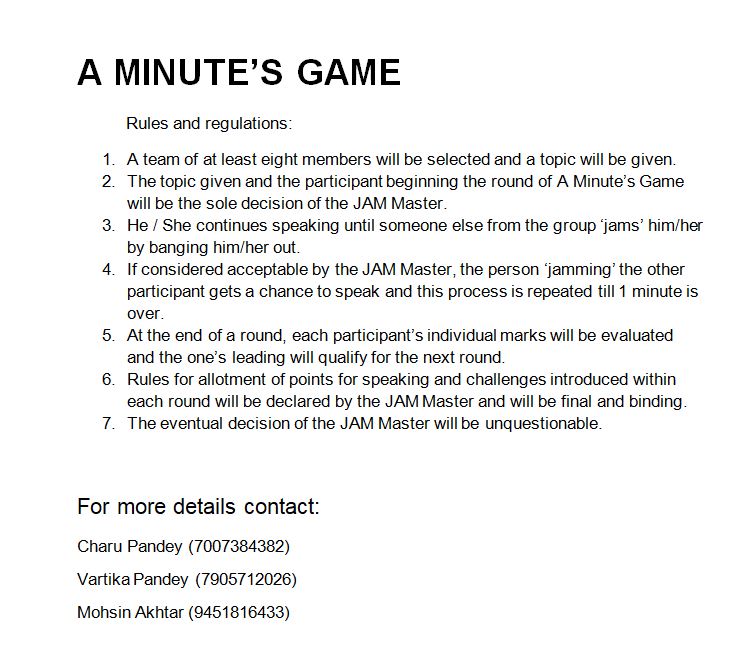 A MINUTE’S GAME
Rules and regulations:
1. A team of at least eight members will be selected and a topic will be given.
2. The topic given and the participant beginning the round of A Minute’s Game
will be the sole decision of the JAM Master.
3. He / She continues speaking until someone else from the group ‘jams’ him/her
by banging him/her out.
4. If considered acceptable by the JAM Master, the person ‘jamming’ the other
participant gets a chance to speak and this process is repeated till 1 minute is
over.
5. At the end of a round, each participant’s individual marks will be evaluated
and the one’s leading will qualify for the next round.
6. Rules for allotment of points for speaking and challenges introduced within
each round will be declared by the JAM Master and will be final and binding.
7. The eventual decision of the JAM Master will be unquestionable.
For more details contact:
Charu Pandey (7007384382)
Vartika Pandey (7905712026)
Mohsin Akhtar (9451816433)